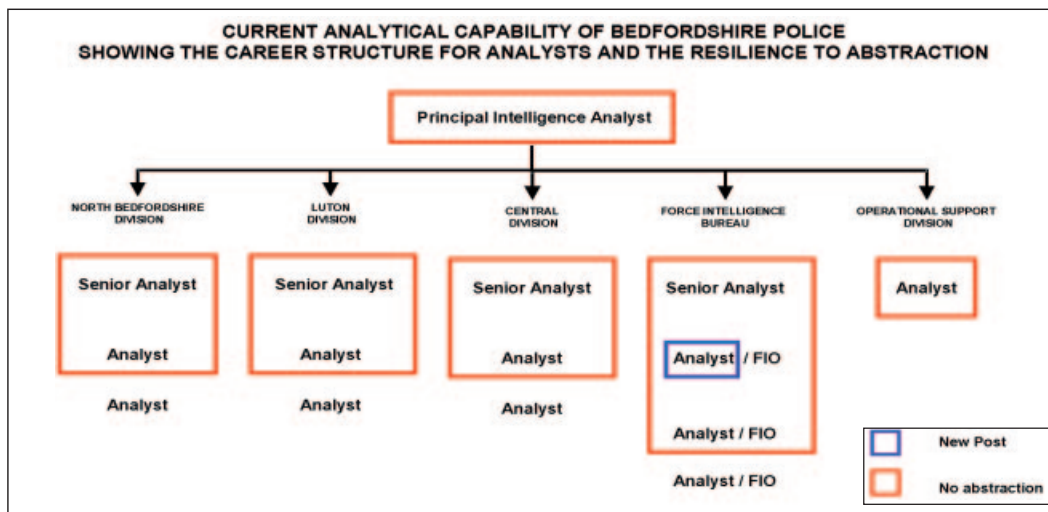 CURRENT ANALYTICAL CAPABILITY OF BEDFORDSHIRE POLICE
SHOWING THE CAREER STRUCTURE FOR ANALYSTS AND THE RESILIENCE TO ABSTRACTION
Principal Intelligence Analyst
NORTH BEDFORDSHIRE
DIVISION
LUTON
DIVISION
CENTRAL
DIVISION
FORCE INTELLIGENCE
BUREAU
OPERATIONAL SUPPORT
DIVISION
Senior Analyst
Analyst
Analyst
Senior Analyst
Analyst
Analyst
Senior Analyst
Analyst
Analyst
Senior Analyst
Analyst / FIO
Analyst / FIO
Analyst / FIO
Analyst
New Post
No abstraction